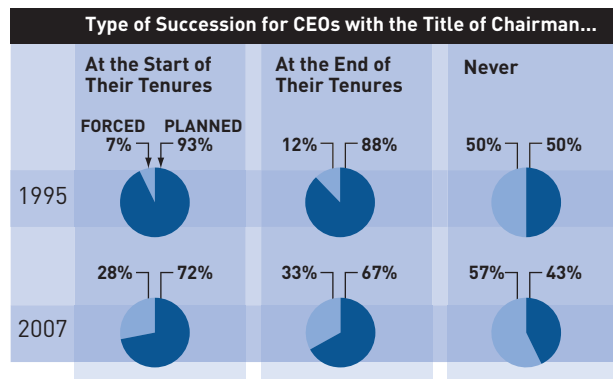 Type of Succession for CEOs with the Title of Chairman...
At the Start of
Their Tenures
At the End of
Their Tenures
Never
FORCED PLANNED
7% 93%
12% 88%
50% 50%
1995
28% 72%
33% 67%
57% 43%
2007